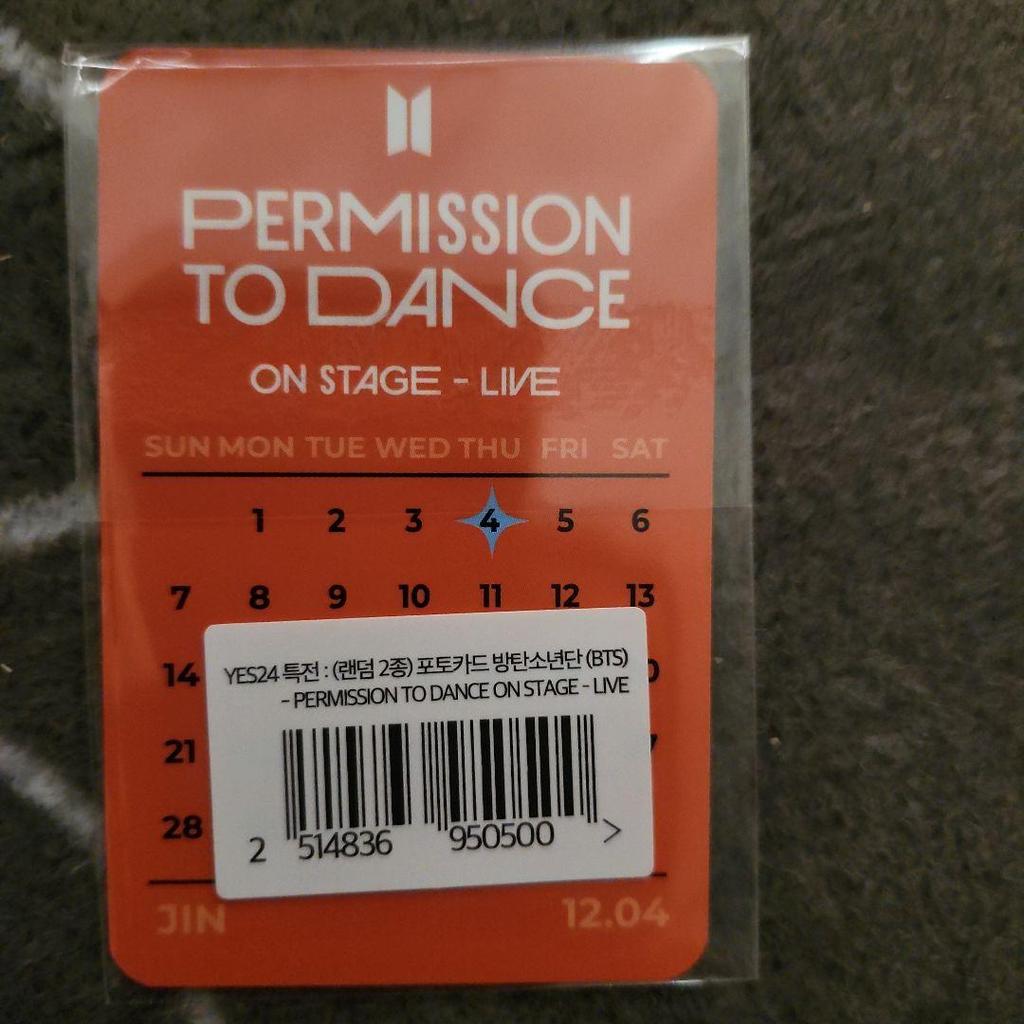 PERMISSION
TO DANCE
ON STAGE - LIVE
SUN MON TUE WED THU FRI SAT
1 2 3 4 5 6
7 8 9 10 11 12 13
14
21
28
YES24 특전 : (랜덤 2종) 포토카드 방탄소년단 (BTS)
- PERMISSION TO DANCE ON STAGE - LIVE
2 514836 950500 >
JIN 12.04